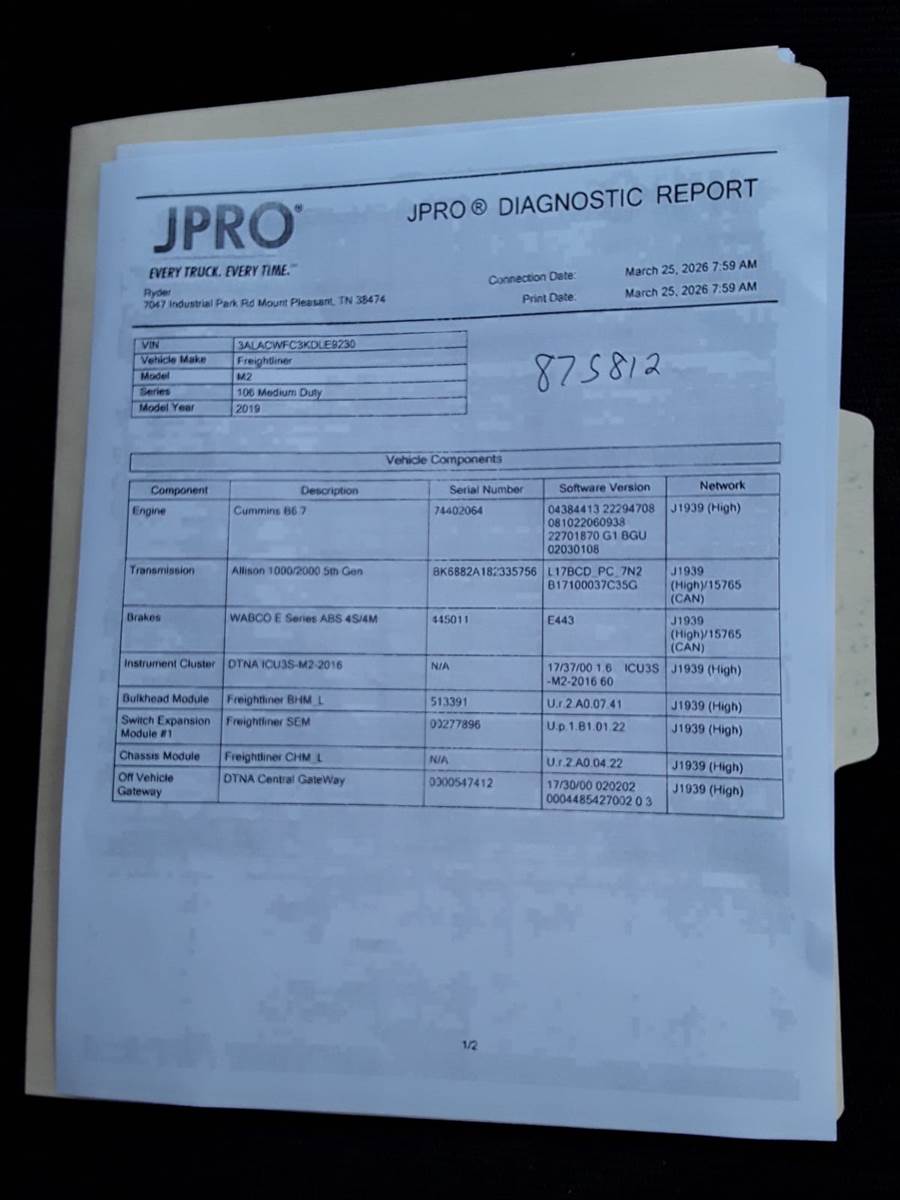 JPRO®
JPRO® DIAGNOSTIC REPORT
EVERY TRUCK. EVERY TIME.™
Ryder
7047 Industrial Park Rd Mount Pleasant, TN 38474
Connection Date: March 25, 2026 7:59 AM
Print Date: March 25, 2026 7:59 AM
VIN 3ALACWFC3KDLE9230
Vehicle Make Freightliner
Model M2
Series 106 Medium Duty
Model Year 2019
875812
Vehicle Components
Component Description Serial Number Software Version Network
Engine Cummins B6 7 74402064 04384413 22294708 J1939 (High)
081022060938
22701870 G1 BGU
02030108
Transmission Allison 1000/2000 5th Gen BK6882A182335756 L17BCD_PC_7N2 J1939
B17100037C35G (High)/15765
(CAN)
Brakes WABCO E Series ABS 4S/4M 445011 E443 J1939
(High)/15765
(CAN)
Instrument Cluster DTNA ICU3S-M2-2016 N/A 17/37/00 1.6 ICU3S J1939 (High)
-M2-2016 60
Bulkhead Module Freightliner BHM_L 513391 U.r.2.A0.07.41 J1939 (High)
Switch Expansion Freightliner SEM 00277896 U.p.1.B1.01.22 J1939 (High)
Module #1
Chassis Module Freightliner CHM_L N/A U.r.2.A0.04.22 J1939 (High)
Off Vehicle DTNA Central GateWay 0300547412 17/30/00 020202 J1939 (High)
Gateway 0004485427002 0 3
1/2